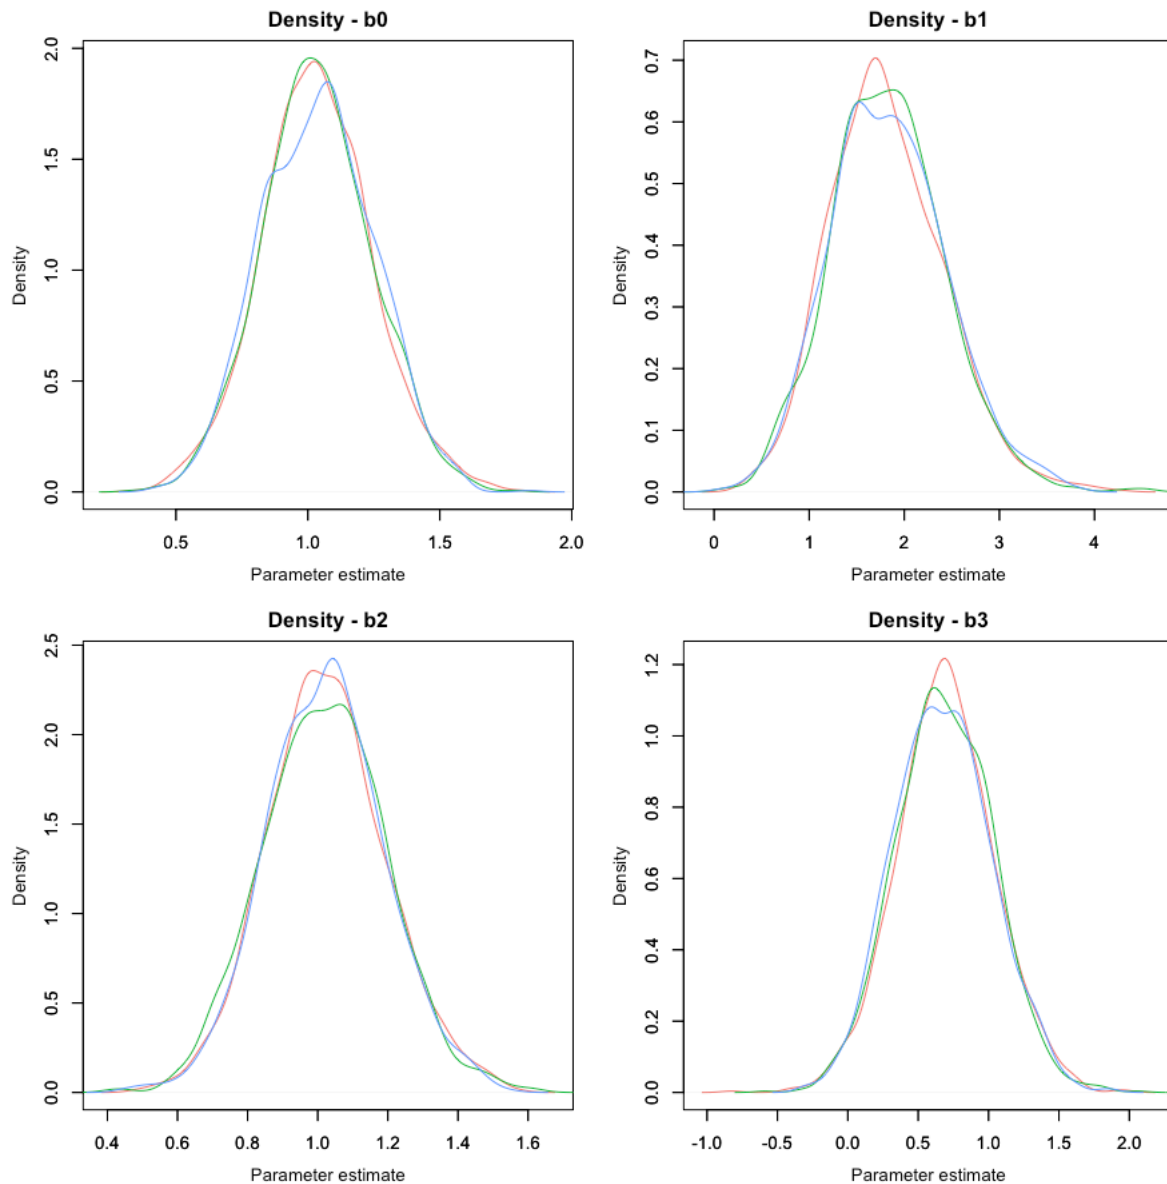 Density - b0
Density
2.0
1.5
1.0
0.5
0.0
0.5 1.0 1.5 2.0
Parameter estimate
Density - b1
Density
0.7
0.6
0.5
0.4
0.3
0.2
0.1
0.0
0 1 2 3 4
Parameter estimate
Density - b2
Density
2.5
2.0
1.5
1.0
0.5
0.0
0.4 0.6 0.8 1.0 1.2 1.4 1.6
Parameter estimate
Density - b3
Density
1.2
1.0
0.8
0.6
0.4
0.2
0.0
-1.0 -0.5 0.0 0.5 1.0 1.5 2.0
Parameter estimate